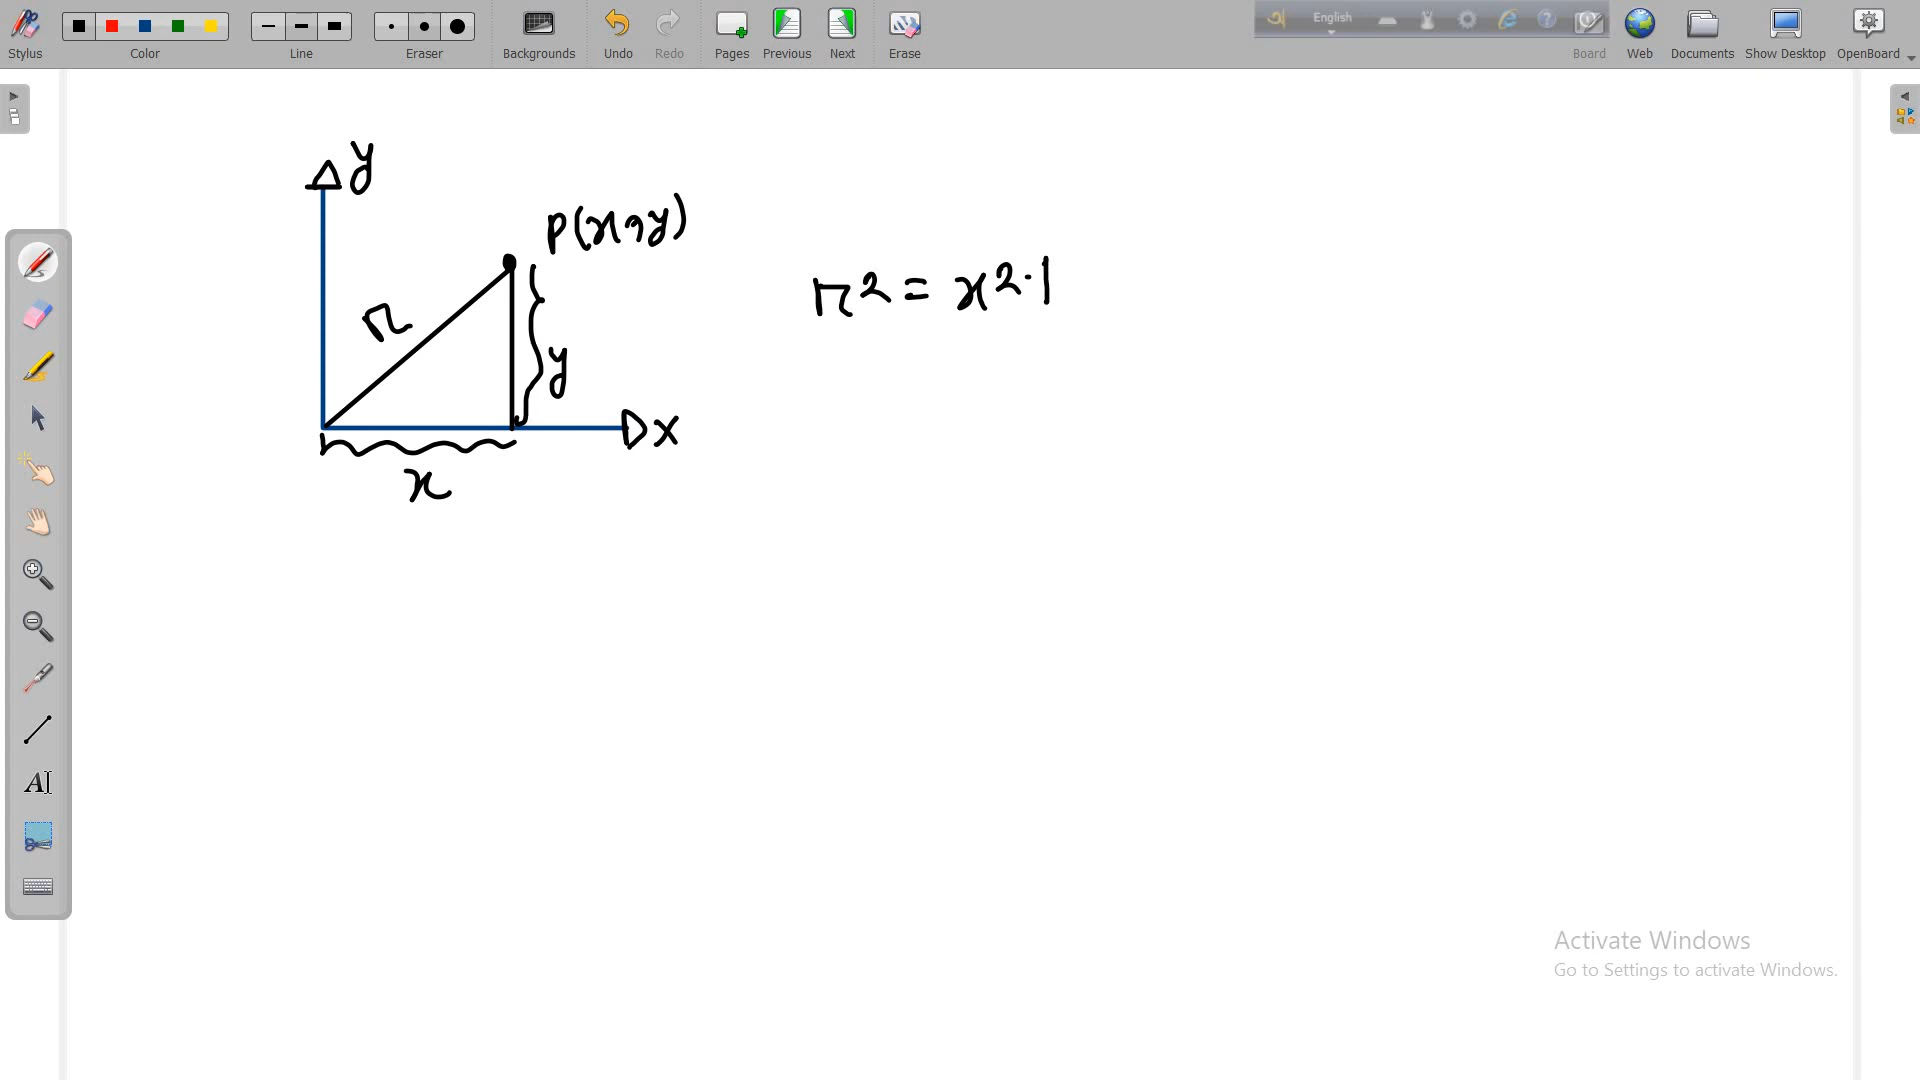 Stylus
Color
Line
Eraser
Backgrounds
Undo
Redo
Pages
Previous
Next
Erase
English
Board
Web
Documents
Show Desktop
OpenBoard
y
P(x,y)
r
r² = x²·1
y
x
x
AI
Activate Windows
Go to Settings to activate Windows.